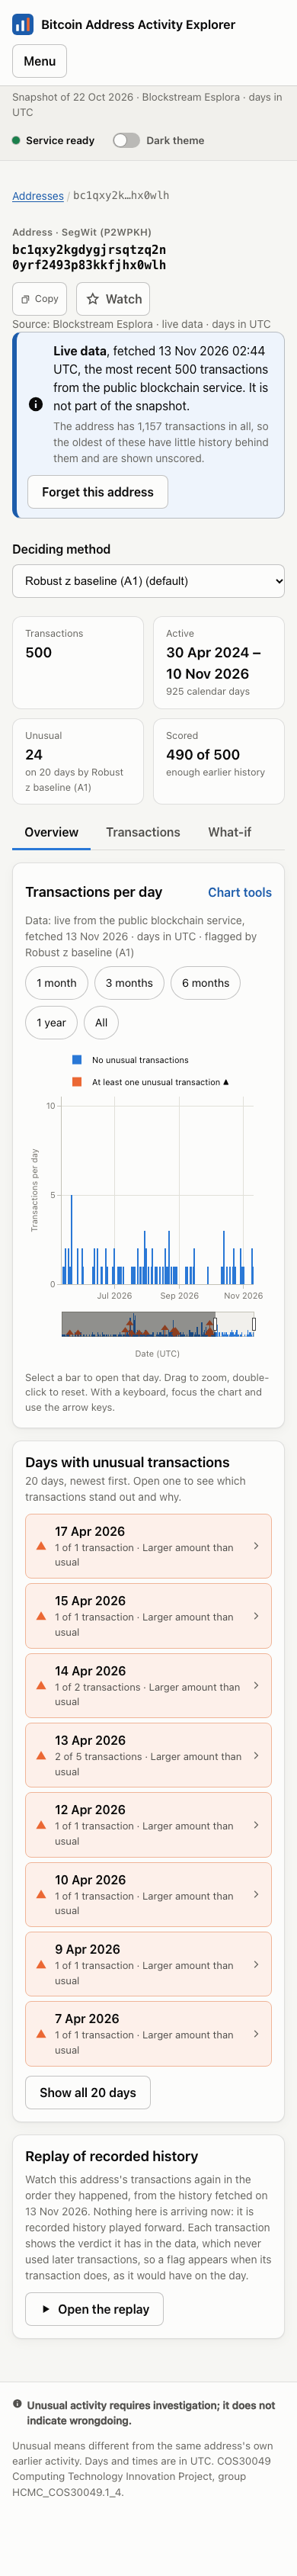 Bitcoin Address Activity Explorer
Menu
Snapshot of 22 Oct 2026 · Blockstream Esplora · days in
UTC
Service ready
Dark theme
Addresses / bc1qxy2k…hx0wlh
Address · SegWit (P2WPKH)
bc1qxy2kgdygjrsqtzq2n
0yrf2493p83kkfjhx0wlh
Copy
Watch
Source: Blockstream Esplora · live data · days in UTC
Live data, fetched 13 Nov 2026 02:44
UTC, the most recent 500 transactions
from the public blockchain service. It is
not part of the snapshot.
The address has 1,157 transactions in all, so
the oldest of these have little history behind
them and are shown unscored.
Forget this address
Deciding method
Robust z baseline (A1) (default)
Transactions
500
Active
30 Apr 2024 –
10 Nov 2026
925 calendar days
Unusual
24
on 20 days by Robust
z baseline (A1)
Scored
490 of 500
enough earlier history
Overview
Transactions
What-if
Transactions per day
Chart tools
Data: live from the public blockchain service,
fetched 13 Nov 2026 · days in UTC · flagged by
Robust z baseline (A1)
1 month
3 months
6 months
1 year
All
No unusual transactions
At least one unusual transaction ▲
Transactions per day
10
5
0
Jul 2026
Sep 2026
Nov 2026
Date (UTC)
Select a bar to open that day. Drag to zoom, double-
click to reset. With a keyboard, focus the chart and
use the arrow keys.
Days with unusual transactions
20 days, newest first. Open one to see which
transactions stand out and why.
17 Apr 2026
1 of 1 transaction · Larger amount than
usual
15 Apr 2026
1 of 1 transaction · Larger amount than
usual
14 Apr 2026
1 of 2 transactions · Larger amount than
usual
13 Apr 2026
2 of 5 transactions · Larger amount than
usual
12 Apr 2026
1 of 1 transaction · Larger amount than
usual
10 Apr 2026
1 of 1 transaction · Larger amount than
usual
9 Apr 2026
1 of 1 transaction · Larger amount than
usual
7 Apr 2026
1 of 1 transaction · Larger amount than
usual
Show all 20 days
Replay of recorded history
Watch this address's transactions again in the
order they happened, from the history fetched on
13 Nov 2026. Nothing here is arriving now: it is
recorded history played forward. Each transaction
shows the verdict it has in the data, which never
used later transactions, so a flag appears when its
transaction does, as it would have on the day.
Open the replay
Unusual activity requires investigation; it does not
indicate wrongdoing.
Unusual means different from the same address's own
earlier activity. Days and times are in UTC. COS30049
Computing Technology Innovation Project, group
HCMC_COS30049.1_4.